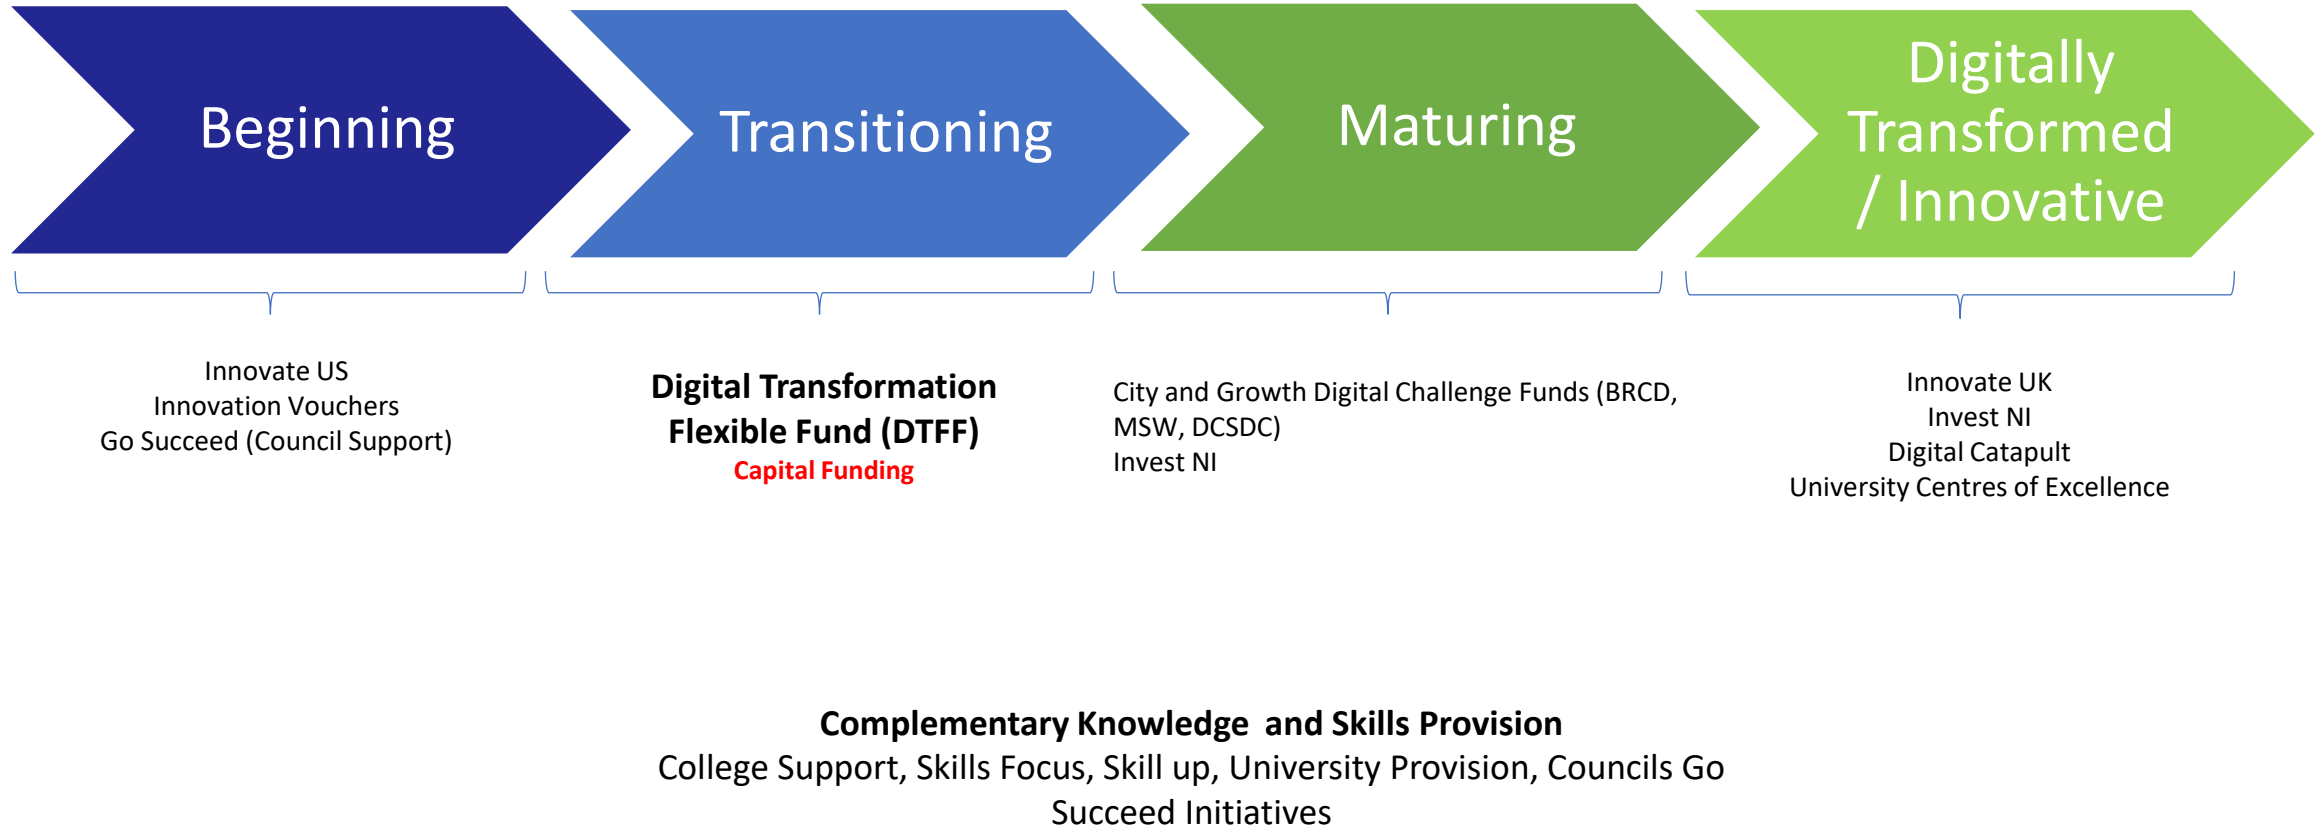 Beginning
Transitioning
Maturing
Digitally
Transformed
/ Innovative
Innovate US
Innovation Vouchers
Go Succeed (Council Support)
Digital Transformation
Flexible Fund (DTFF)
Capital Funding
City and Growth Digital Challenge Funds (BRCD,
MSW, DCSDC)
Invest NI
Innovate UK
Invest NI
Digital Catapult
University Centres of Excellence
Complementary Knowledge and Skills Provision
College Support, Skills Focus, Skill up, University Provision, Councils Go
Succeed Initiatives